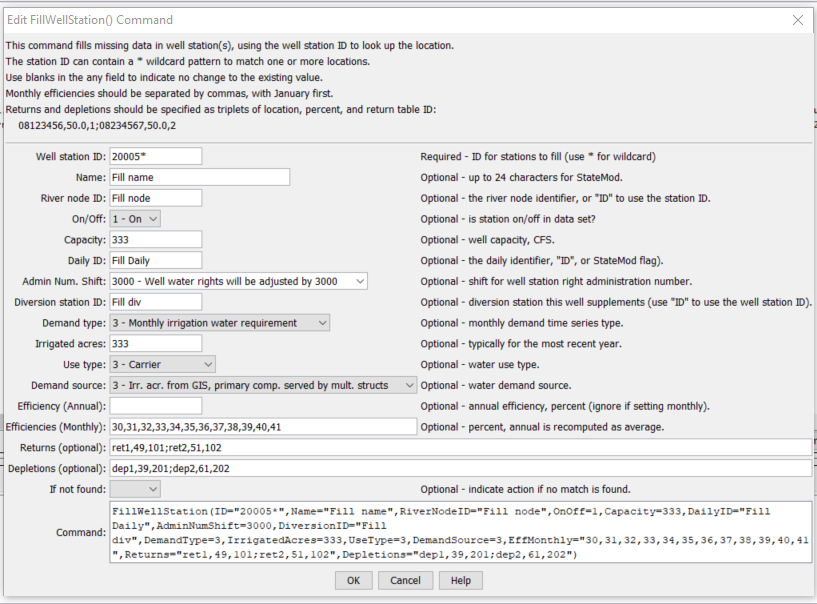 Edit FillWellStation() Command
This command fills missing data in well station(s), using the well station ID to look up the location.
The station ID can contain a * wildcard pattern to match one or more locations.
Use blanks in the any field to indicate no change to the existing value.
Monthly efficiencies should be separated by commas, with January first.
Returns and depletions should be specified as triplets of location, percent, and return table ID:
08123456,50.0,1;08234567,50.0,2
Well station ID: 20005* Required - ID for stations to fill (use * for wildcard)
Name: Fill name Optional - up to 24 characters for StateMod.
River node ID: Fill node Optional - the river node identifier, or "ID" to use the station ID.
On/Off: 1 - On Optional - is station on/off in data set?
Capacity: 333 Optional - well capacity, CFS.
Daily ID: Fill Daily Optional - the daily identifier, "ID", or StateMod flag).
Admin Num. Shift: 3000 - Well water rights will be adjusted by 3000 Optional - shift for well station right administration number.
Diversion station ID: Fill div Optional - diversion station this well supplements (use "ID" to use the well station ID).
Demand type: 3 - Monthly irrigation water requirement Optional - monthly demand time series type.
Irrigated acres: 333 Optional - typically for the most recent year.
Use type: 3 - Carrier Optional - water use type.
Demand source: 3 - Irr. acr. from GIS, primary comp. served by mult. structs Optional - water demand source.
Efficiency (Annual): Optional - annual efficiency, percent (ignore if setting monthly).
Efficiencies (Monthly): 30,31,32,33,34,35,36,37,38,39,40,41 Optional - percent, annual is recomputed as average.
Returns (optional): ret1,49,101;ret2,51,102
Depletions (optional): dep1,39,201;dep2,61,202
If not found: Optional - indicate action if no match is found.
Command: FillWellStation(ID="20005*",Name="Fill name",RiverNodeID="Fill node",OnOff=1,Capacity=333,DailyID="Fill
Daily",AdminNumShift=3000,DiversionID="Fill
div",DemandType=3,IrrigatedAcres=333,UseType=3,DemandSource=3,EffMonthly="30,31,32,33,34,35,36,37,38,39,40,41
",Returns="ret1,49,101;ret2,51,102",Depletions="dep1,39,201;dep2,61,202")
OK Cancel Help